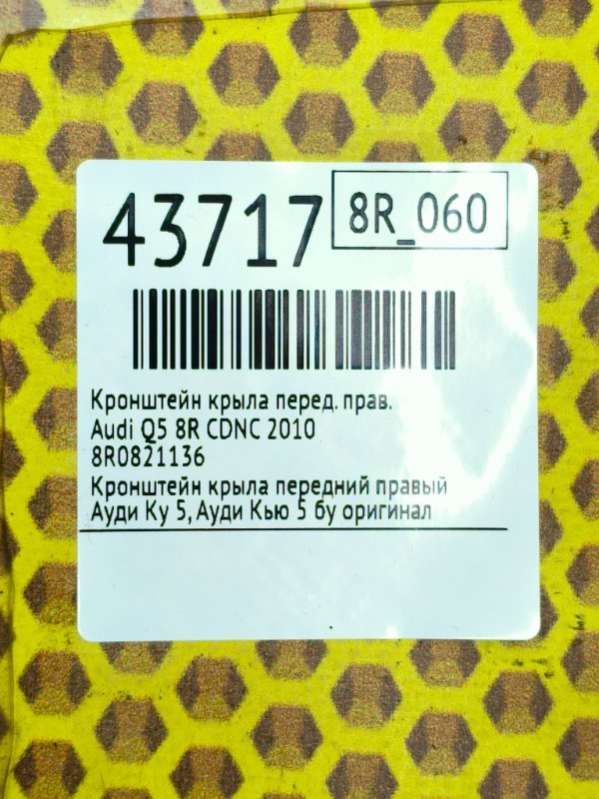 43717
8R_060
Кронштейн крыла перед. прав.
Audi Q5 8R CDNC 2010
8R0821136
Кронштейн крыла передний правый
Ауди Ку 5, Ауди Кью 5 бу оригинал